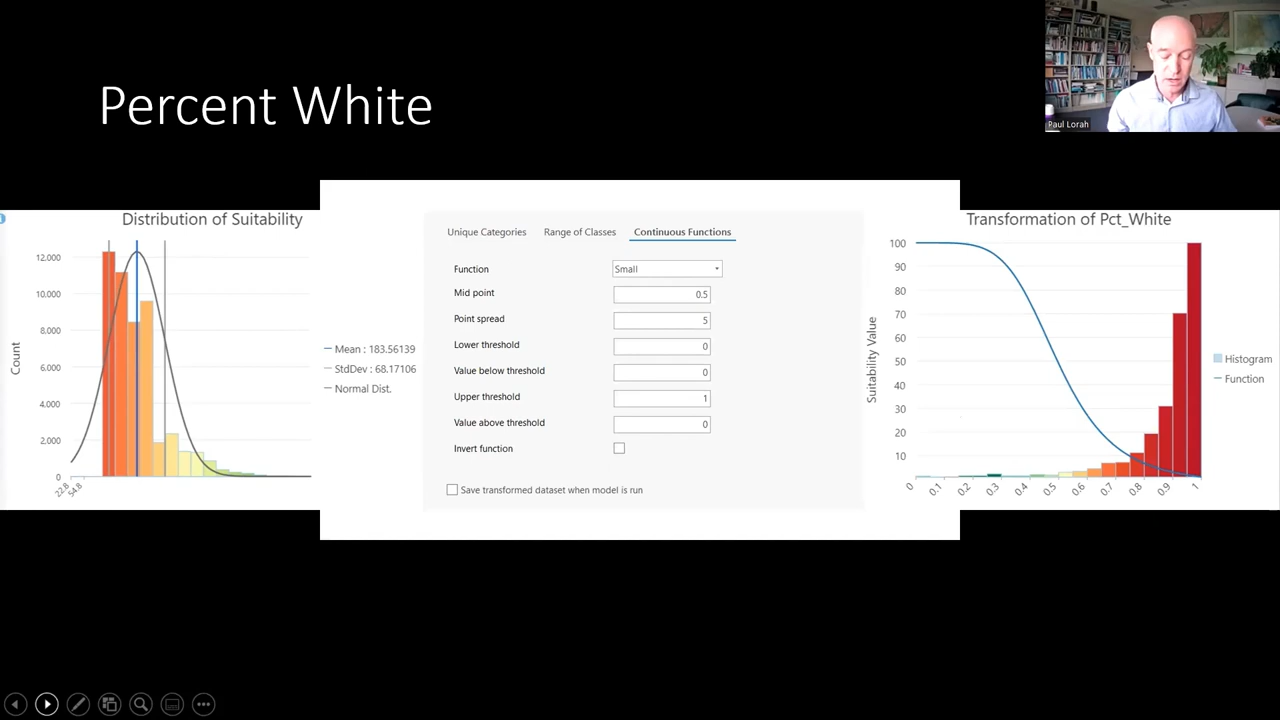 Percent White
Paul Lorah
Distribution of Suitability
Count
12.000
10.000
8.000
6.000
4.000
2.000
0
22.8
54.8
Mean : 183.56139
StdDev : 68.17106
Normal Dist.
Unique Categories
Range of Classes
Continuous Functions
Function
Small
Mid point
0.5
Point spread
5
Lower threshold
0
Value below threshold
0
Upper threshold
1
Value above threshold
0
Invert function
Save transformed dataset when model is run
Transformation of Pct_White
Suitability Value
100
90
80
70
60
50
40
30
20
10
0
0.1
0.2
0.3
0.4
0.5
0.6
0.7
0.8
0.9
1
Histogram
Function